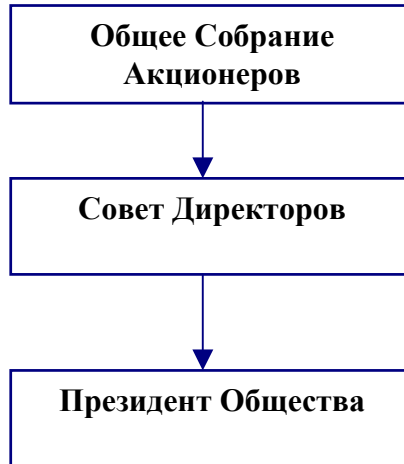 Общее Собрание
Акционеров
Совет Директоров
Президент Общества